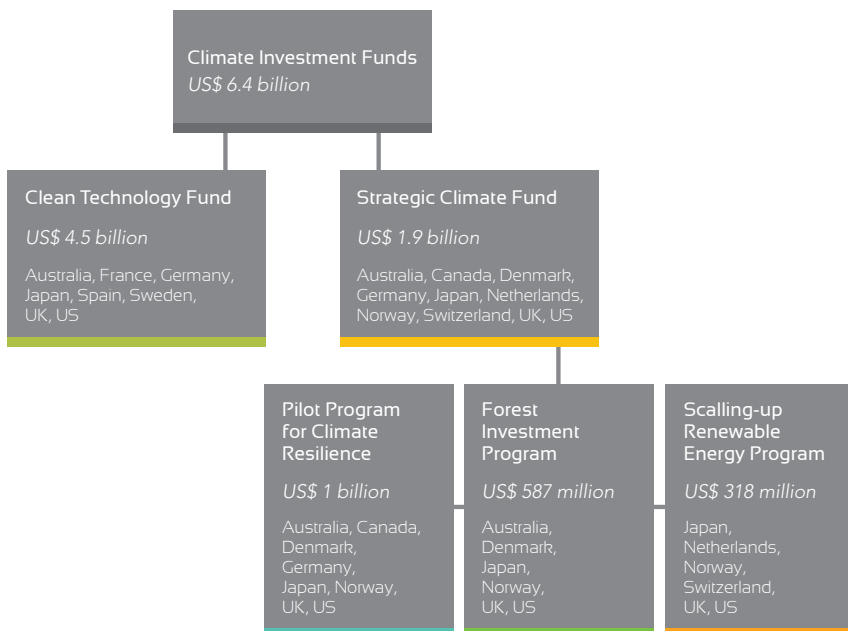 Climate Investment Funds
US$ 6.4 billion
Clean Technology Fund
US$ 4.5 billion
Australia, France, Germany,
Japan, Spain, Sweden,
UK, US
Strategic Climate Fund
US$ 1.9 billion
Australia, Canada, Denmark,
Germany, Japan, Netherlands,
Norway, Switzerland, UK, US
Pilot Program
for Climate
Resilience
US$ 1 billion
Australia, Canada,
Denmark,
Germany,
Japan, Norway,
UK, US
Forest
Investment
Program
US$ 587 million
Australia,
Denmark,
Japan,
Norway,
UK, US
Scalling-up
Renewable
Energy Program
US$ 318 million
Japan,
Netherlands,
Norway,
Switzerland,
UK, US